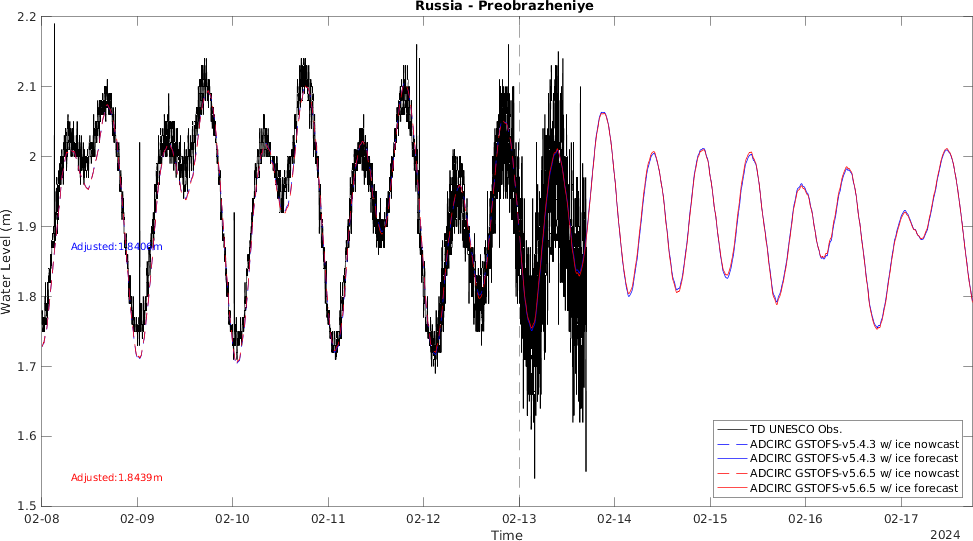 Russia - Preobrazheniye
Water Level (m)
2.2
2.1
2
1.9
1.8
1.7
1.6
1.5
Adjusted:1.8406m
Adjusted:1.8439m
TD UNESCO Obs.
ADCIRC GSTOFS-v5.4.3 w/ ice nowcast
ADCIRC GSTOFS-v5.4.3 w/ ice forecast
ADCIRC GSTOFS-v5.6.5 w/ ice nowcast
ADCIRC GSTOFS-v5.6.5 w/ ice forecast
02-08 02-09 02-10 02-11 02-12 02-13 02-14 02-15 02-16 02-17
Time
2024